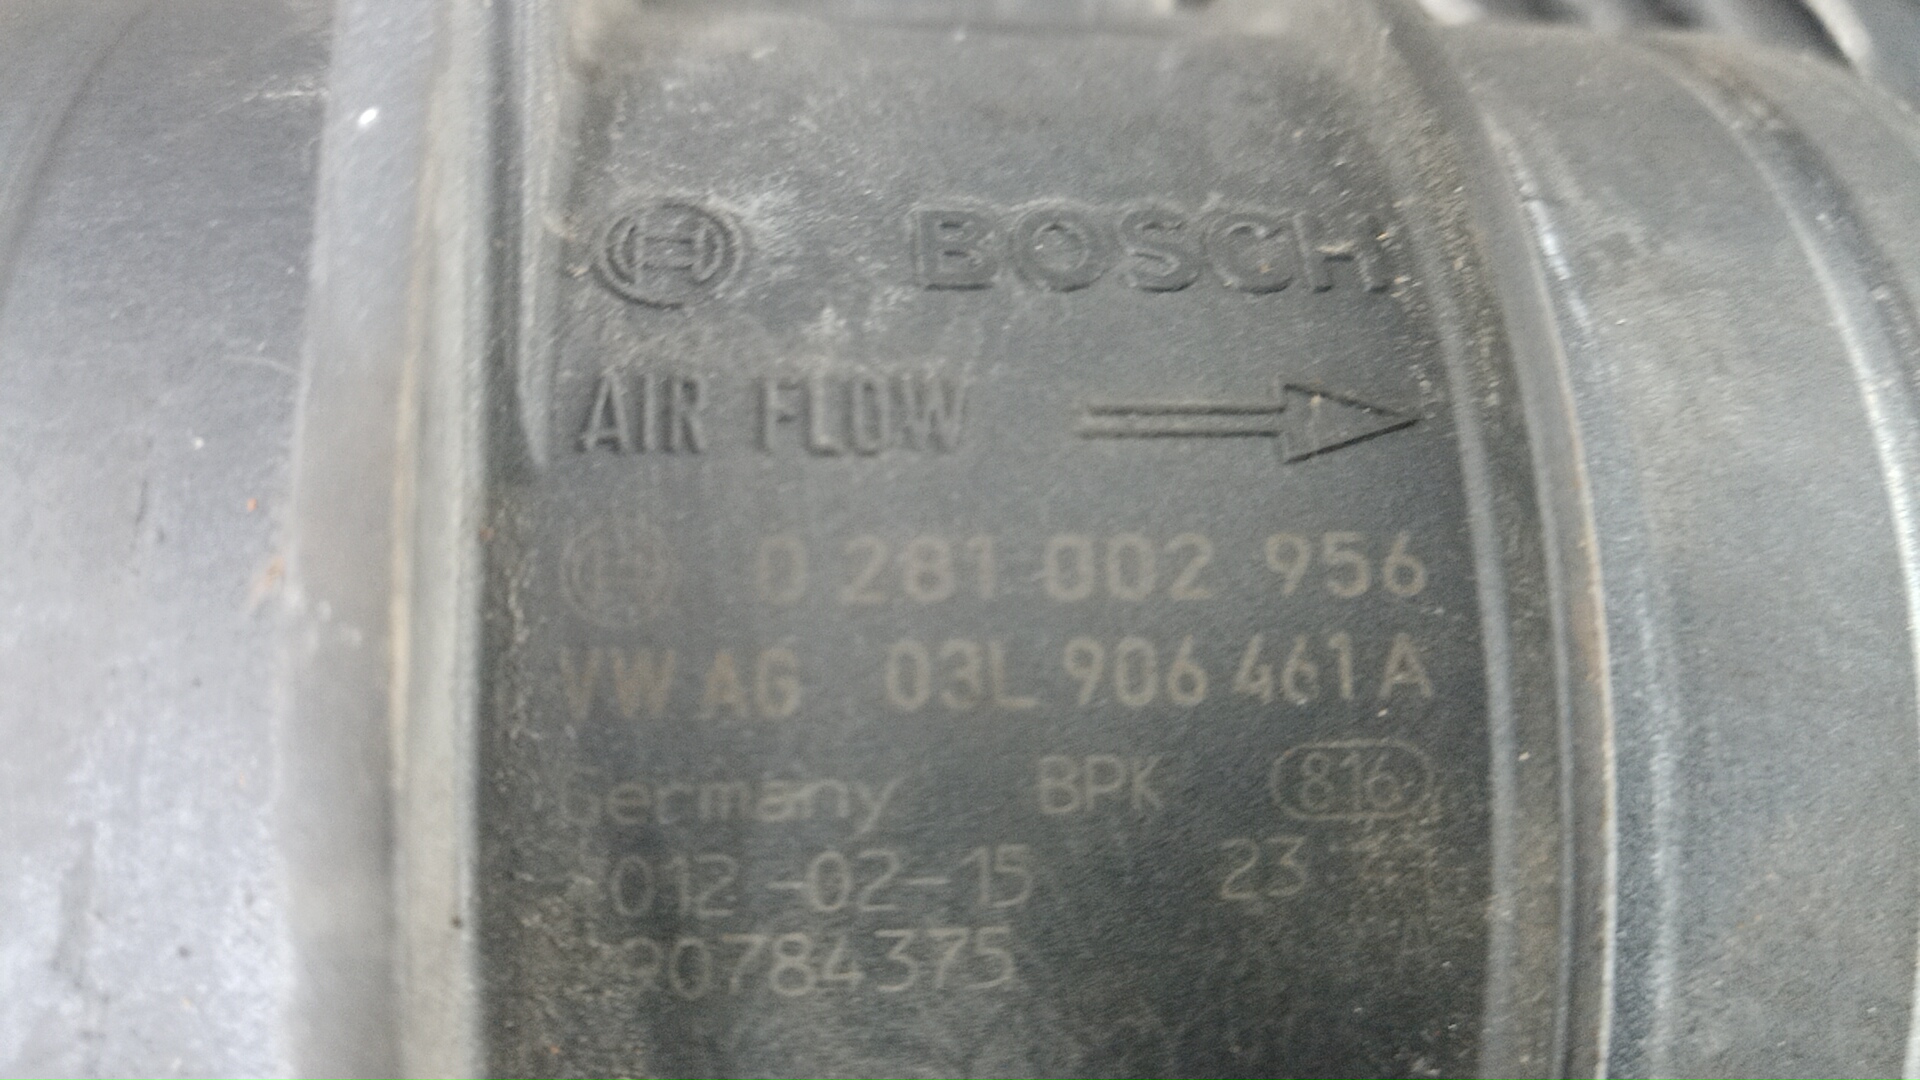 BOSCH
AIR FLOW
0 281 002 956
VW AG 03L 906 461 A
Germany BPK 816
012-02-15 23
90784375